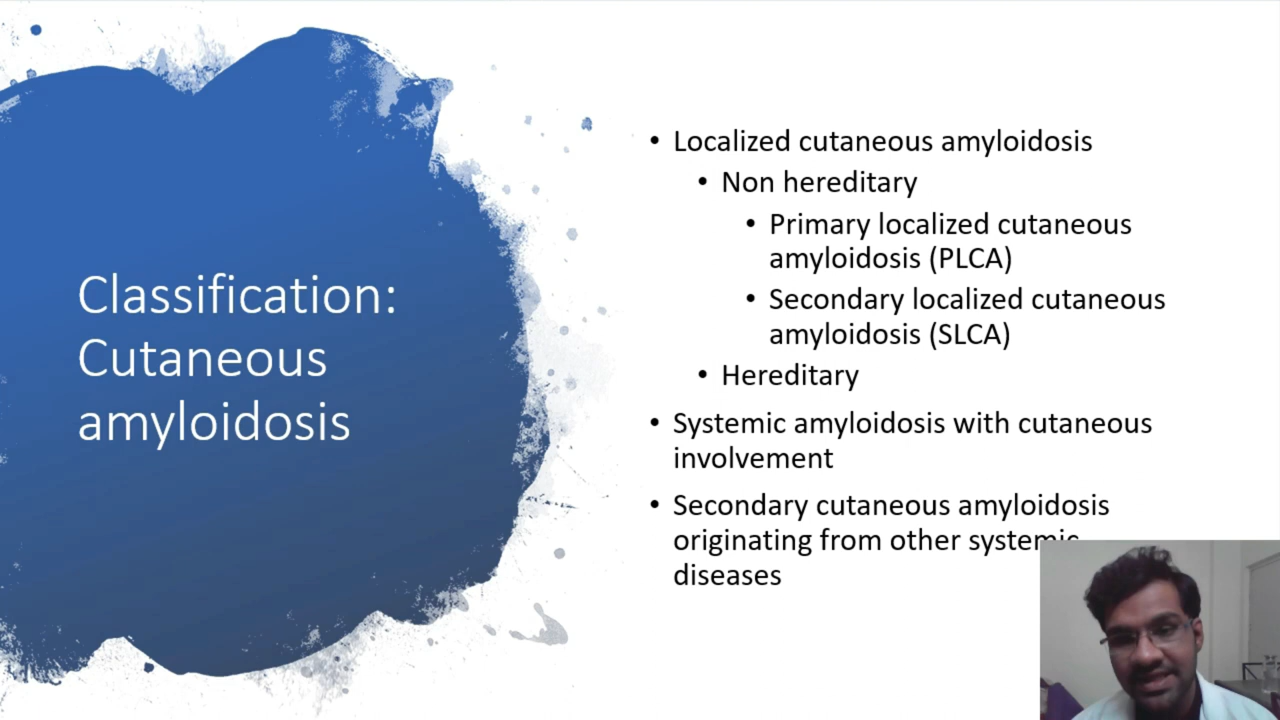 Classification:
Cutaneous
amyloidosis
• Localized cutaneous amyloidosis
• Non hereditary
• Primary localized cutaneous
amyloidosis (PLCA)
• Secondary localized cutaneous
amyloidosis (SLCA)
• Hereditary
• Systemic amyloidosis with cutaneous
involvement
• Secondary cutaneous amyloidosis
originating from other systemic
diseases